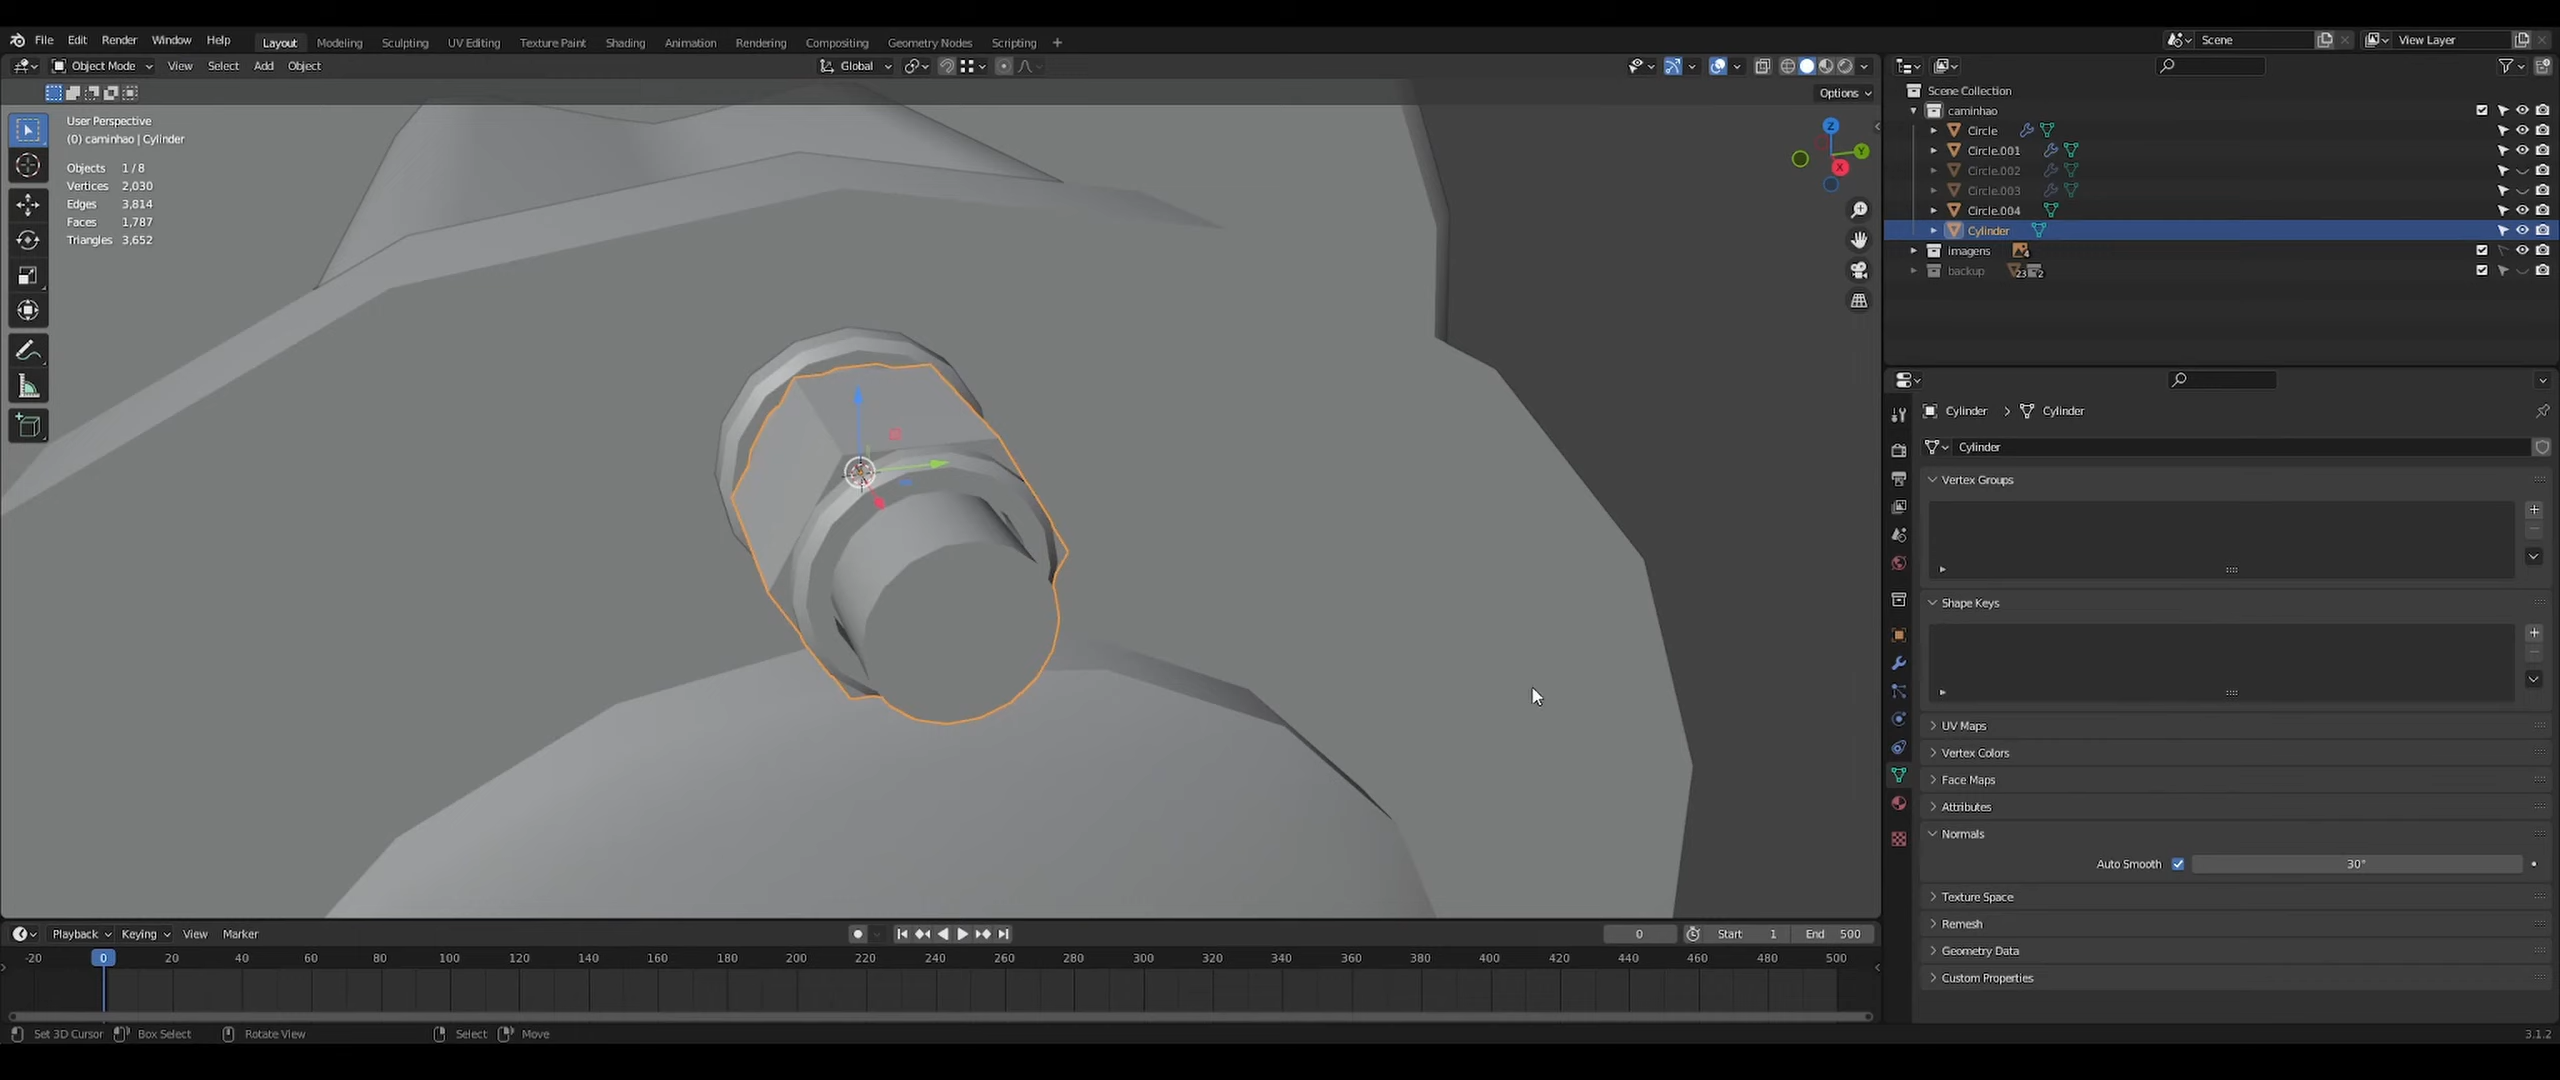 File Edit Render Window Help Layout Modeling Sculpting UV Editing Texture Paint Shading Animation Rendering Compositing Geometry Nodes Scripting + Scene View Layer
Object Mode View Select Add Object Global
Options
User Perspective
(0) caminhao | Cylinder
Objects 1/8
Vertices 2,030
Edges 3,814
Faces 1,787
Triangles 3,652
Z
Y
X
Scene Collection
caminhao
Circle
Circle.001
Circle.002
Circle.003
Circle.004
Cylinder
imagens 4
backup 23 2
Cylinder > Cylinder
Cylinder
Vertex Groups
Shape Keys
UV Maps
Vertex Colors
Face Maps
Attributes
Normals
Auto Smooth 30°
Texture Space
Remesh
Geometry Data
Custom Properties
Playback Keying View Marker 0 Start 1 End 500
-20 0 20 40 60 80 100 120 140 160 180 200 220 240 260 280 300 320 340 360 380 400 420 440 460 480 500
Set 3D Cursor Box Select Rotate View Select Move 3.1.2